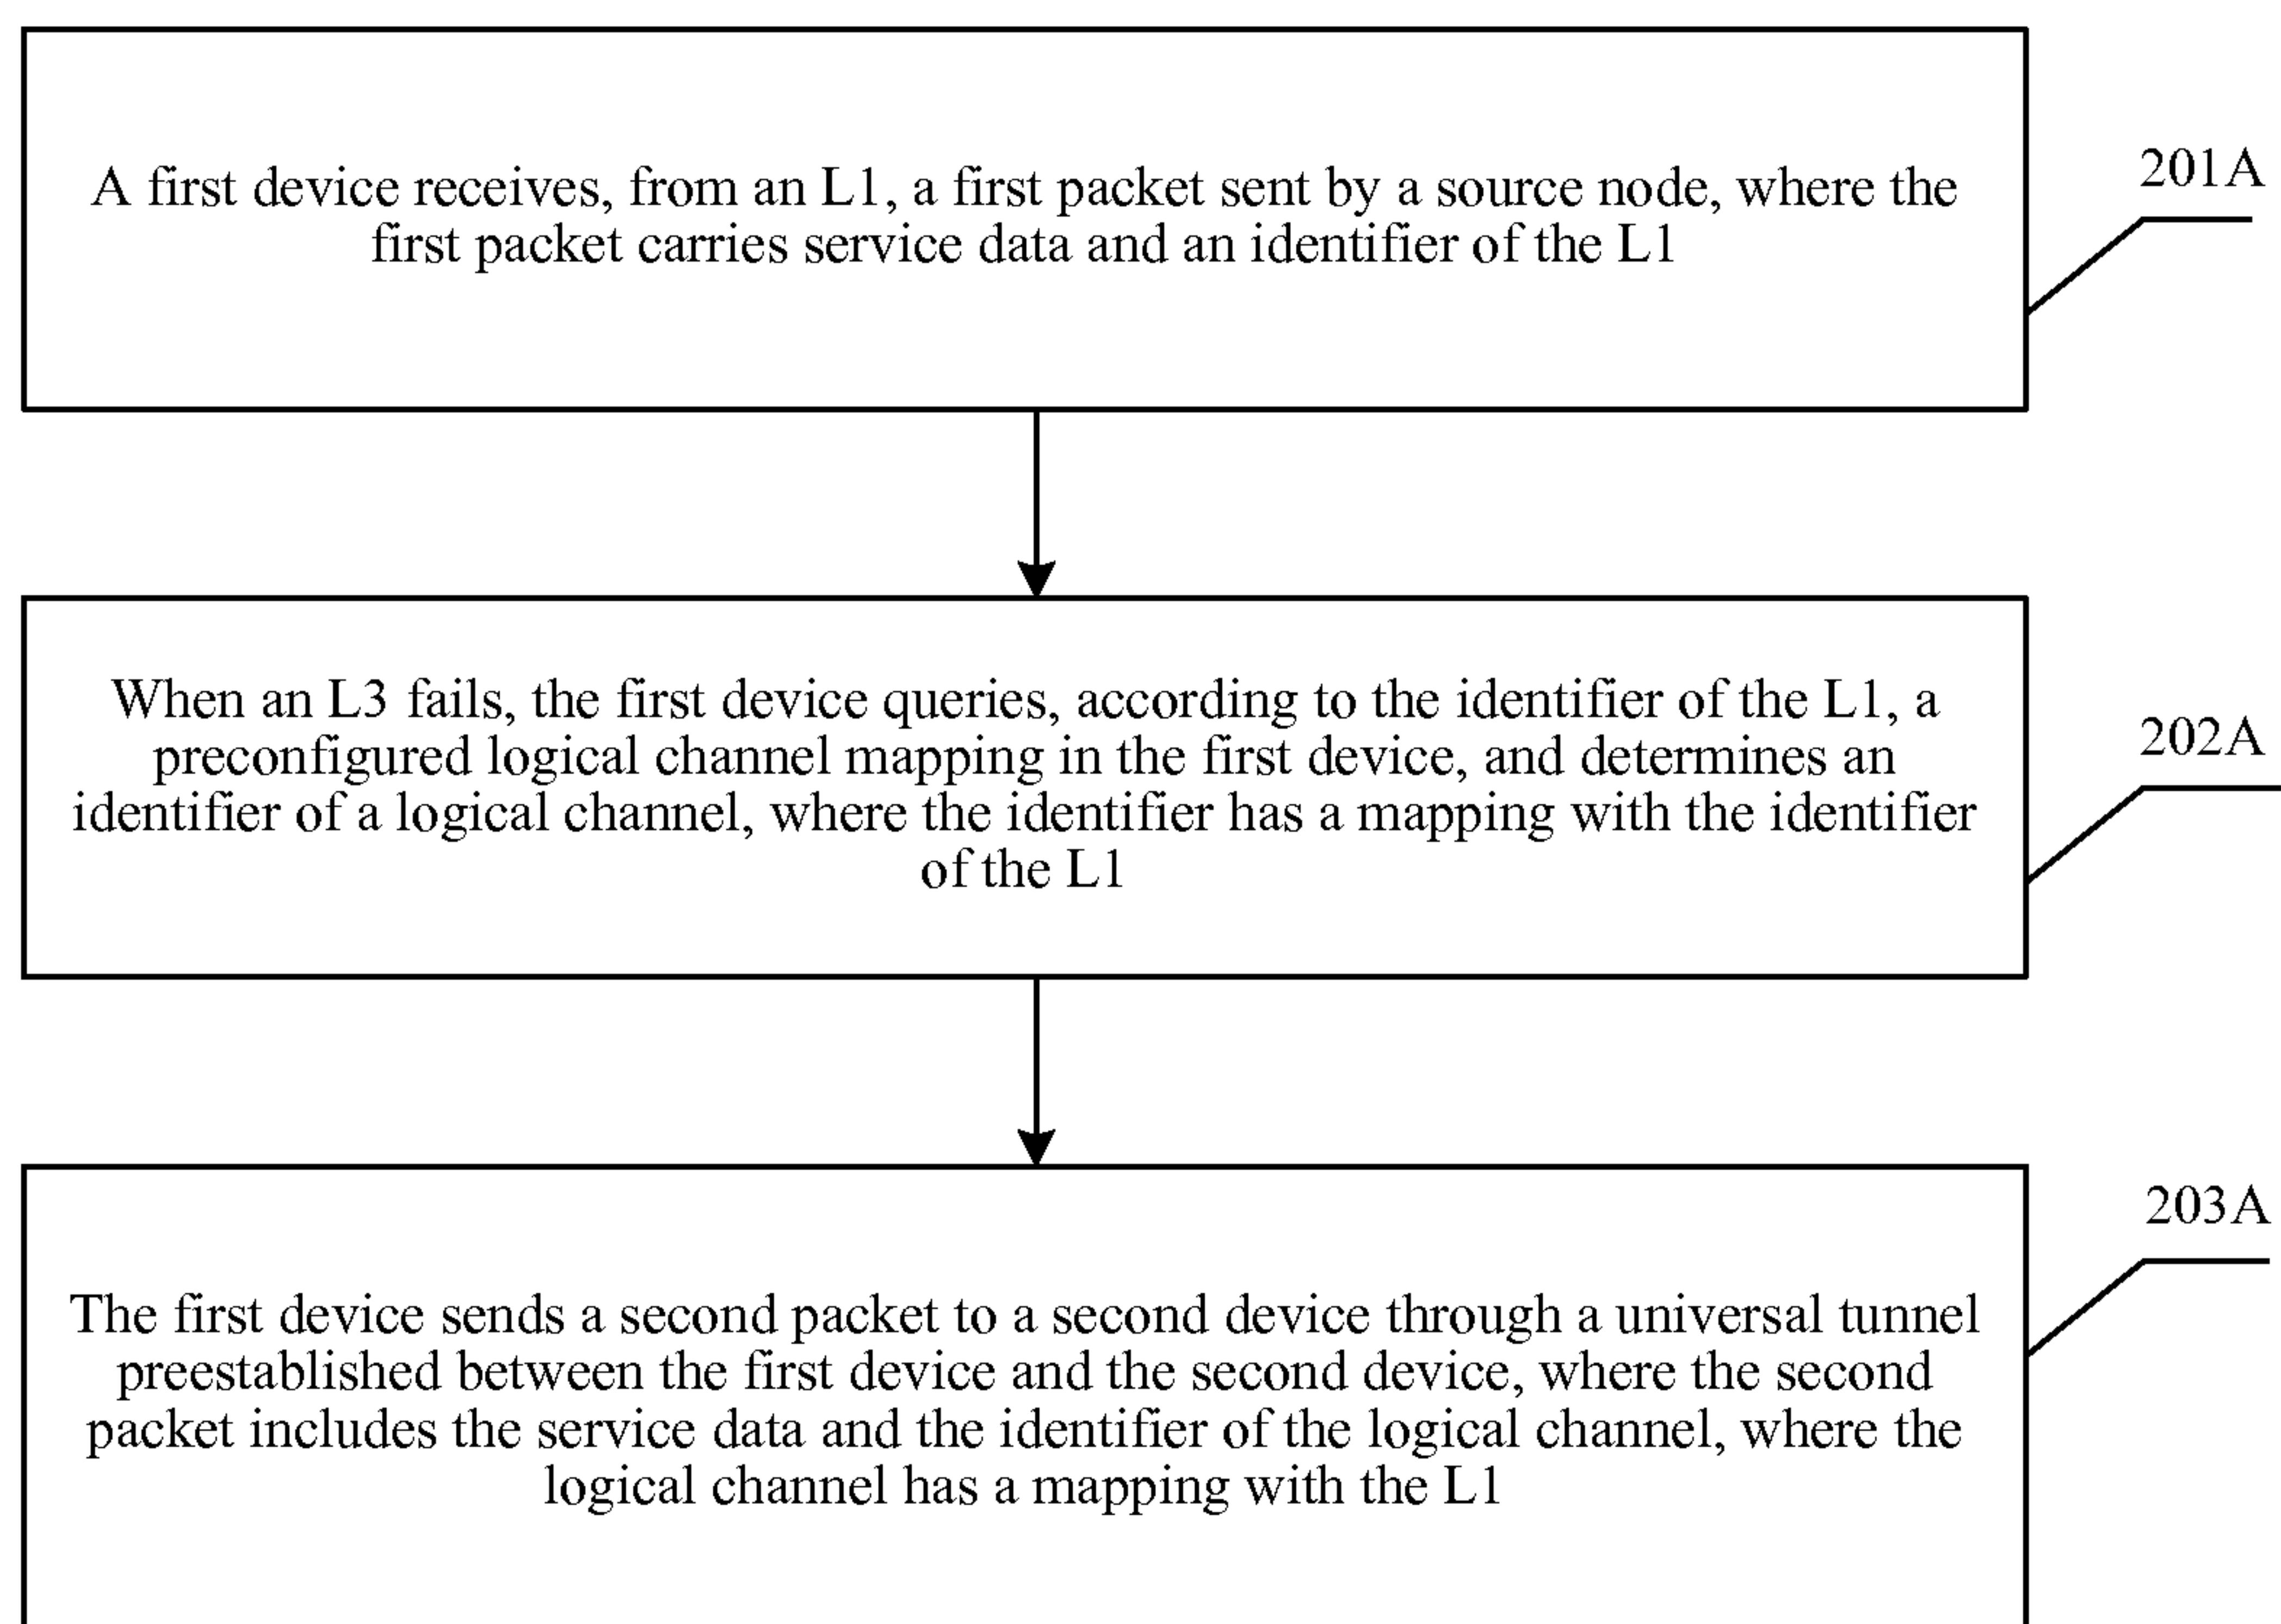 A first device receives, from an L1, a first packet sent by a source node, where the
first packet carries service data and an identifier of the L1
201A
When an L3 fails, the first device queries, according to the identifier of the L1, a
preconfigured logical channel mapping in the first device, and determines an
identifier of a logical channel, where the identifier has a mapping with the identifier
of the L1
202A
The first device sends a second packet to a second device through a universal tunnel
preestablished between the first device and the second device, where the second
packet includes the service data and the identifier of the logical channel, where the
logical channel has a mapping with the L1
203A